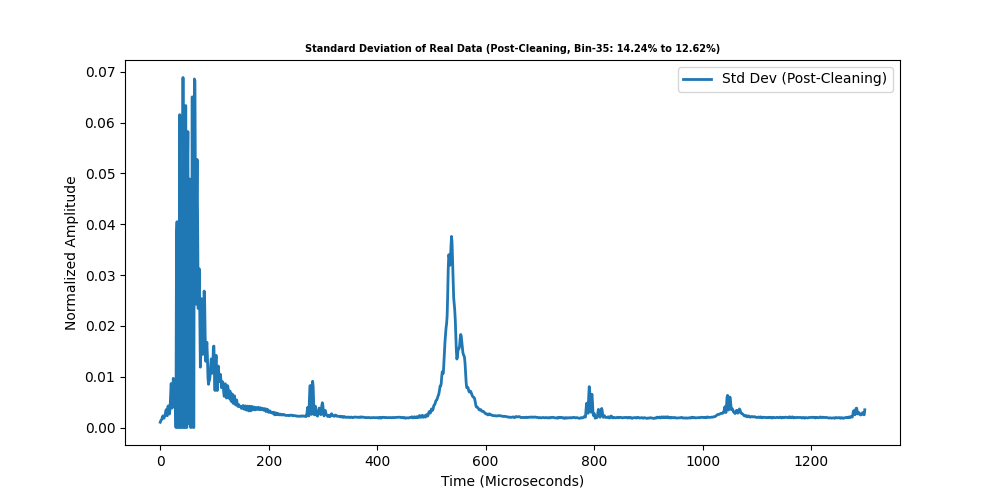 Standard Deviation of Real Data (Post-Cleaning, Bin-35: 14.24% to 12.62%)
Std Dev (Post-Cleaning)
Normalized Amplitude
0.07
0.06
0.05
0.04
0.03
0.02
0.01
0.00
0 200 400 600 800 1000 1200
Time (Microseconds)